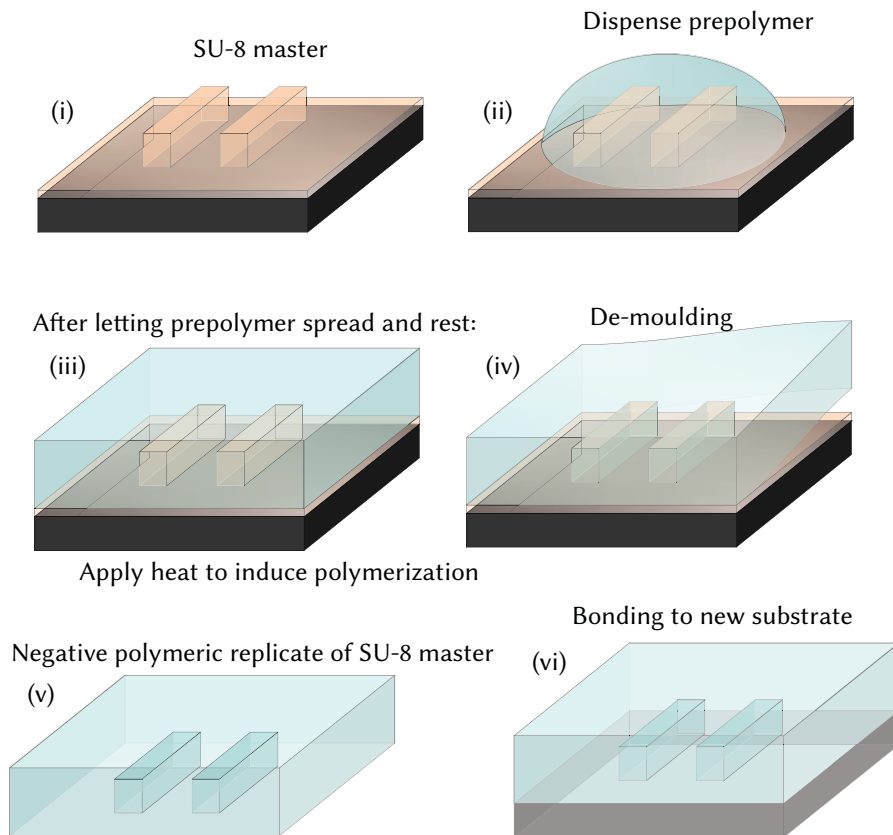 SU-8 master
(i)
Dispense prepolymer
(ii)
After letting prepolymer spread and rest:
(iii)
Apply heat to induce polymerization
De-moulding
(iv)
Negative polymeric replicate of SU-8 master
(v)
Bonding to new substrate
(vi)